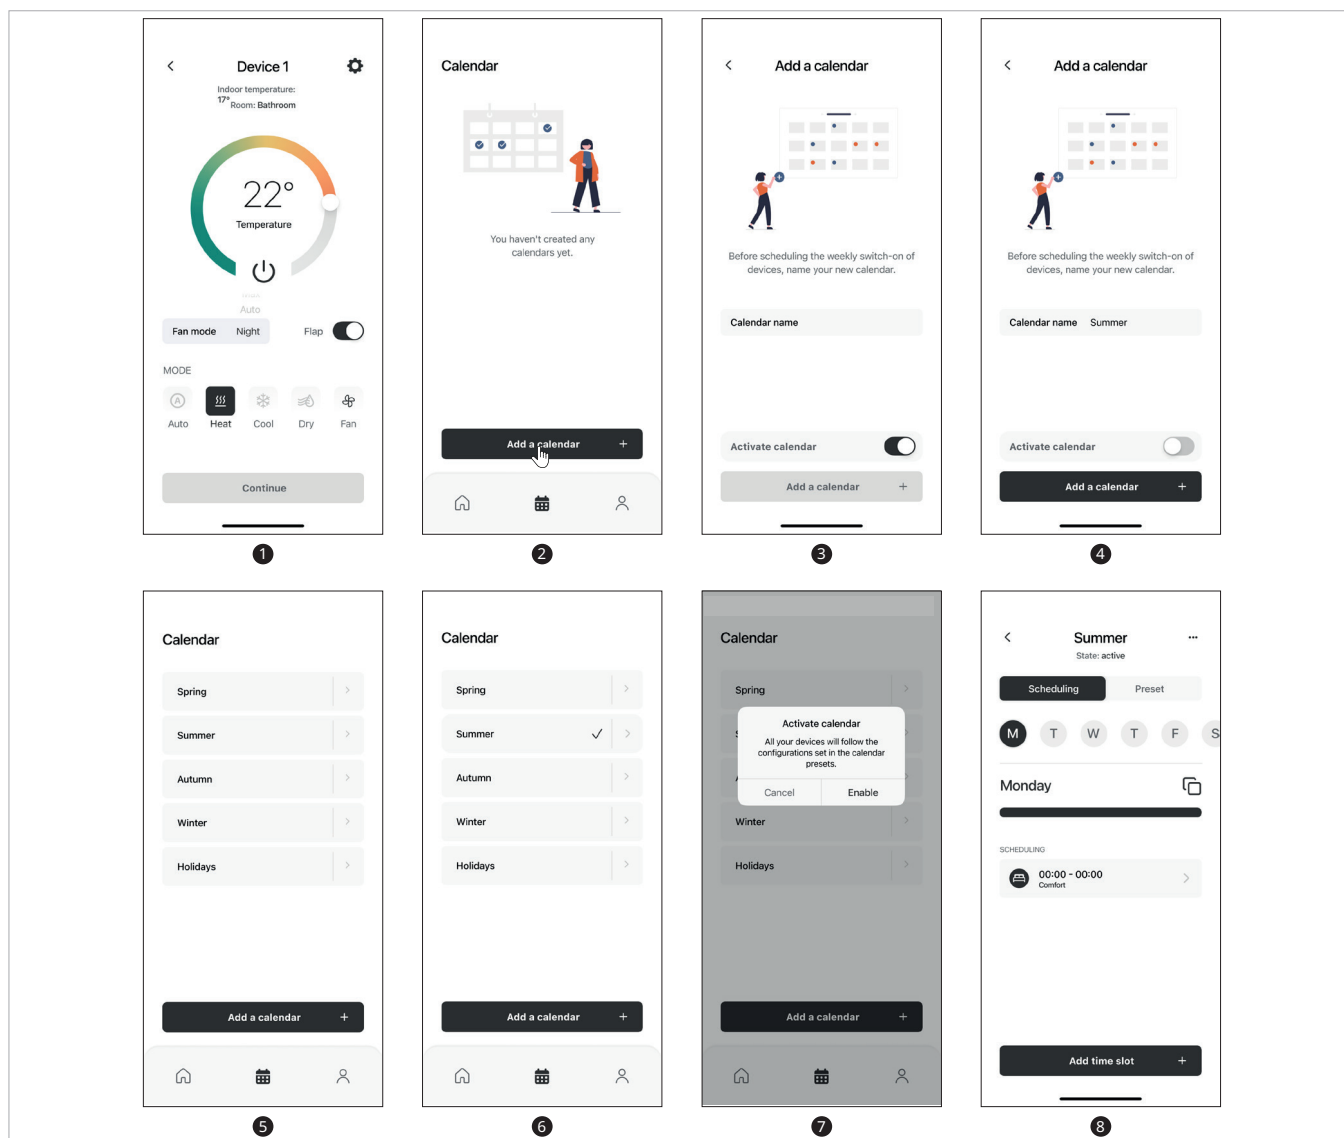 Device 1
Indoor temperature:
17° Room: Bathroom
22°
Temperature
Auto
Fan mode Night Flap
MODE
A
Auto Heat Cool Dry Fan
Continue
1
Calendar
You haven't created any
calendars yet.
Add a calendar +
2
Add a calendar
Before scheduling the weekly switch-on of
devices, name your new calendar.
Calendar name
Activate calendar
Add a calendar +
3
Add a calendar
Before scheduling the weekly switch-on of
devices, name your new calendar.
Calendar name Summer
Activate calendar
Add a calendar +
4
Calendar
Spring
Summer
Autumn
Winter
Holidays
Add a calendar +
5
Calendar
Spring
Summer
Autumn
Winter
Holidays
Add a calendar +
6
Calendar
Spring
Activate calendar
All your devices will follow the
configurations set in the calendar
presets.
Cancel Enable
Winter
Holidays
Add a calendar +
7
Summer
State: active
Scheduling Preset
M T W T F S
Monday
SCHEDULING
00:00 - 00:00
Comfort
Add time slot +
8